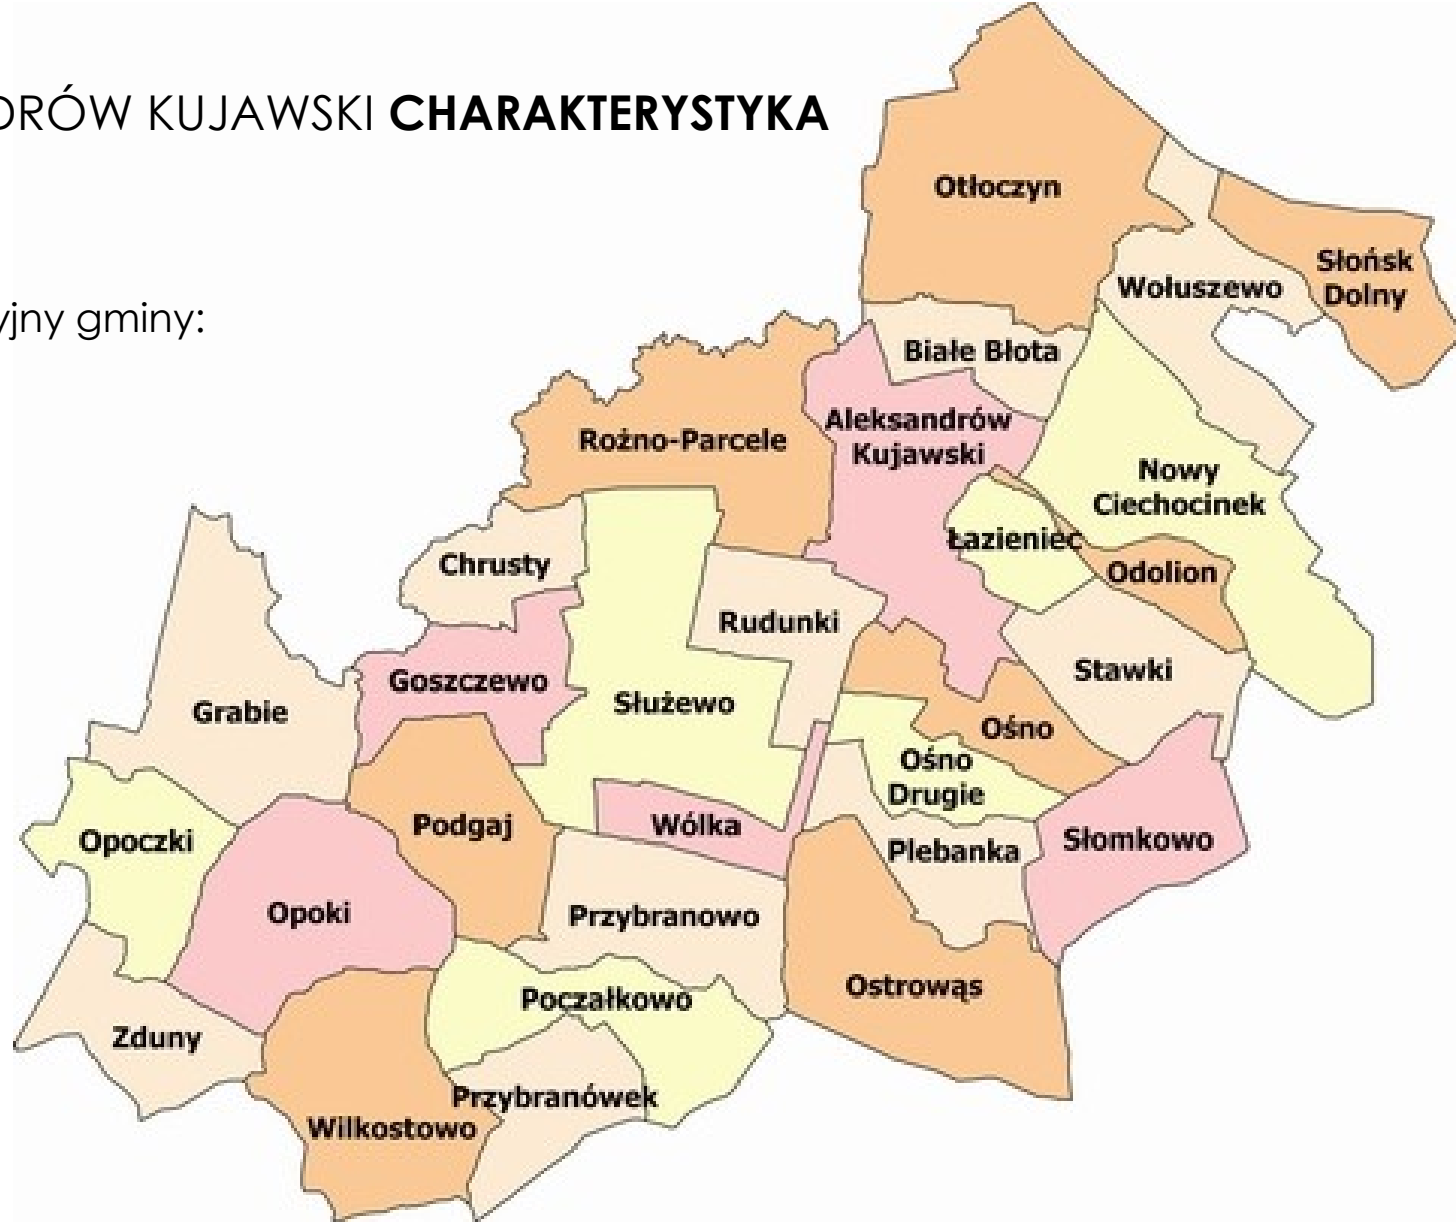 DRÓW KUJAWSKI CHARAKTERYSTYKA
yjny gminy:
Otłoczyn
Słońsk
Dolny
Wołuszewo
Białe Błota
Aleksandrów
Kujawski
Rożno-Parcele
Nowy
Ciechocinek
Łazieniec
Chrusty
Odolion
Rudunki
Stawki
Goszczewo
Służewo
Grabie
Ośno
Ośno
Drugie
Podgaj
Wólka
Opoczki
Słomkowo
Plebanka
Opoki
Przybranowo
Ostrowąs
Poczałkowo
Zduny
Przybranówek
Wilkostowo